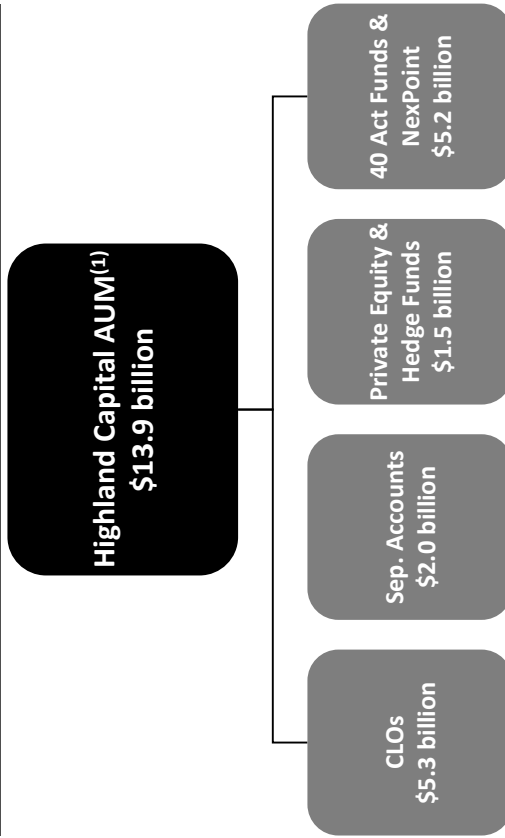 Highland Capital AUM(1)
$13.9 billion
CLOs
$5.3 billion
Sep. Accounts
$2.0 billion
Private Equity &
Hedge Funds
$1.5 billion
40 Act Funds &
NexPoint
$5.2 billion